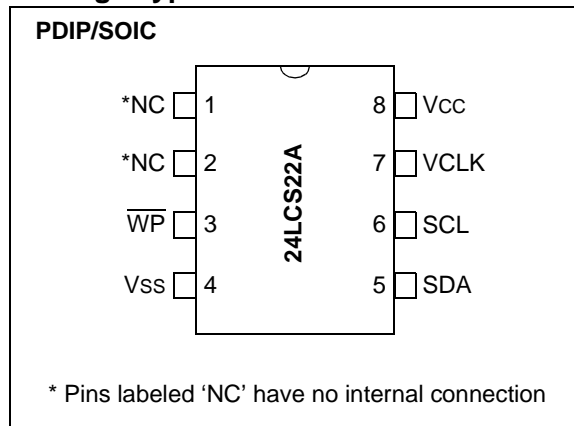 PDIP/SOIC
*NC 1 8 VCC
*NC 2 7 VCLK
WP 3 6 SCL
VSS 4 5 SDA
24LCS22A
* Pins labeled ‘NC’ have no internal connection